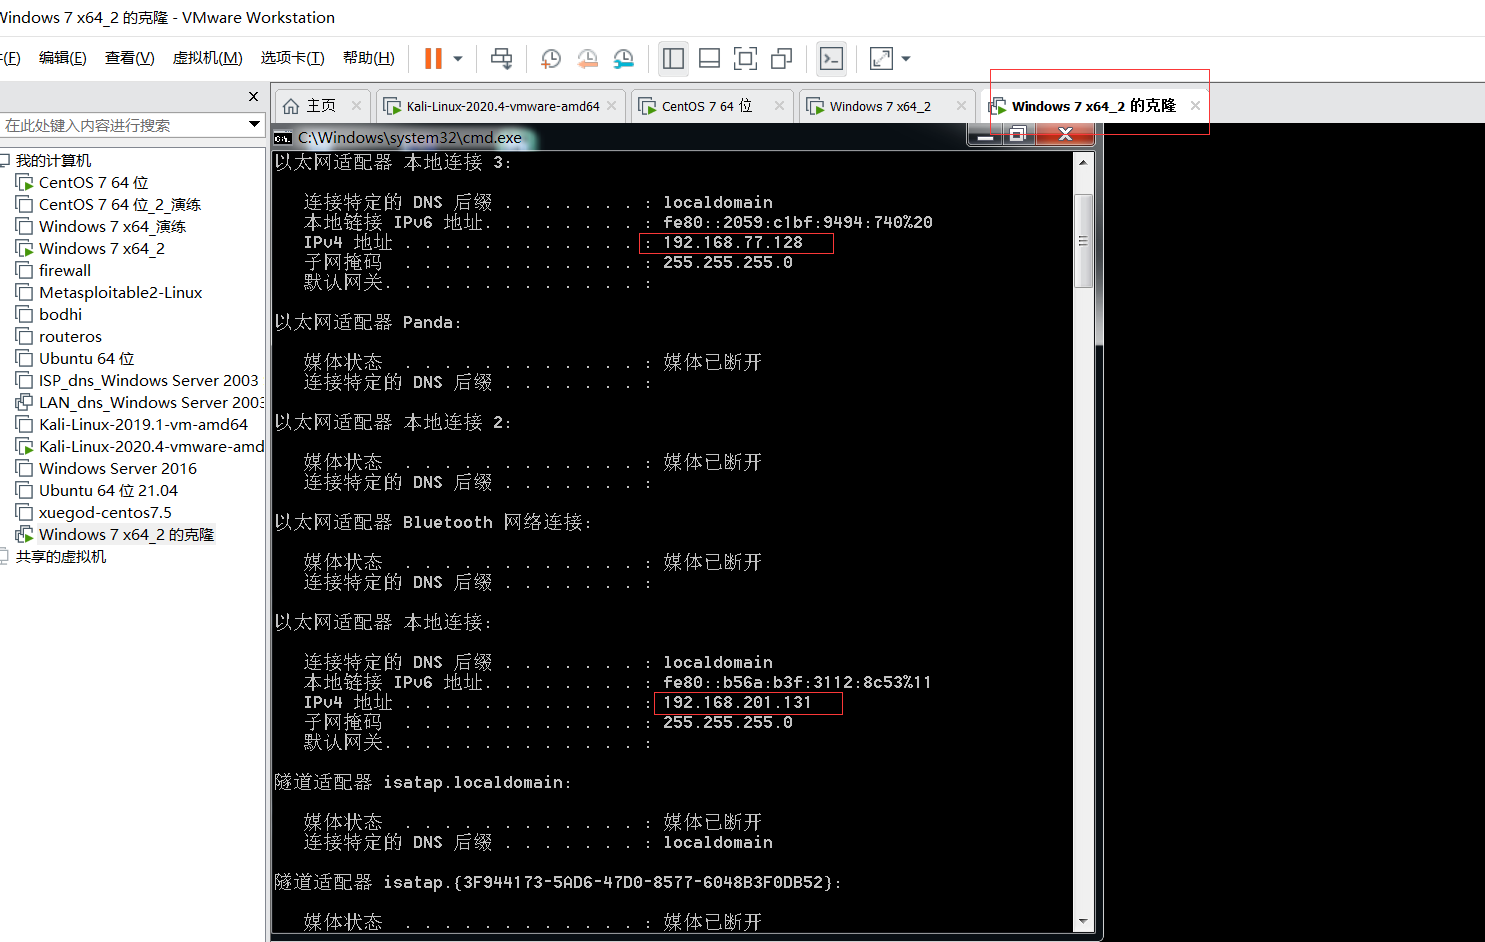 Windows 7 x64_2 的克隆 - VMware Workstation
(F) 编辑(E) 查看(V) 虚拟机(M) 选项卡(T) 帮助(H)
主页 Kali-Linux-2020.4-vmware-amd64 CentOS 7 64 位 Windows 7 x64_2 Windows 7 x64_2 的克隆
在此处键入内容进行搜索
我的计算机
CentOS 7 64 位
CentOS 7 64 位_2_演练
Windows 7 x64_演练
Windows 7 x64_2
firewall
Metasploitable2-Linux
bodhi
routeros
Ubuntu 64 位
ISP_dns_Windows Server 2003
LAN_dns_Windows Server 2003
Kali-Linux-2019.1-vm-amd64
Kali-Linux-2020.4-vmware-amd
Windows Server 2016
Ubuntu 64 位 21.04
xuegod-centos7.5
Windows 7 x64_2 的克隆
共享的虚拟机
C:\Windows\system32\cmd.exe
以太网适配器 本地连接 3:
连接特定的 DNS 后缀 . . . . . . . : localdomain
本地链接 IPv6 地址. . . . . . . . : fe80::2059:c1bf:9494:740%20
IPv4 地址 . . . . . . . . . . . . : 192.168.77.128
子网掩码 . . . . . . . . . . . . : 255.255.255.0
默认网关. . . . . . . . . . . . . :
以太网适配器 Panda:
媒体状态 . . . . . . . . . . . . : 媒体已断开
连接特定的 DNS 后缀 . . . . . . . :
以太网适配器 本地连接 2:
媒体状态 . . . . . . . . . . . . : 媒体已断开
连接特定的 DNS 后缀 . . . . . . . :
以太网适配器 Bluetooth 网络连接:
媒体状态 . . . . . . . . . . . . : 媒体已断开
连接特定的 DNS 后缀 . . . . . . . :
以太网适配器 本地连接:
连接特定的 DNS 后缀 . . . . . . . : localdomain
本地链接 IPv6 地址. . . . . . . . : fe80::b56a:b3f:3112:8c53%11
IPv4 地址 . . . . . . . . . . . . : 192.168.201.131
子网掩码 . . . . . . . . . . . . : 255.255.255.0
默认网关. . . . . . . . . . . . . :
隧道适配器 isatap.localdomain:
媒体状态 . . . . . . . . . . . . : 媒体已断开
连接特定的 DNS 后缀 . . . . . . . : localdomain
隧道适配器 isatap.{3F944173-5AD6-47D0-8577-6048B3F0DB52}:
媒体状态 . . . . . . . . . . . . : 媒体已断开